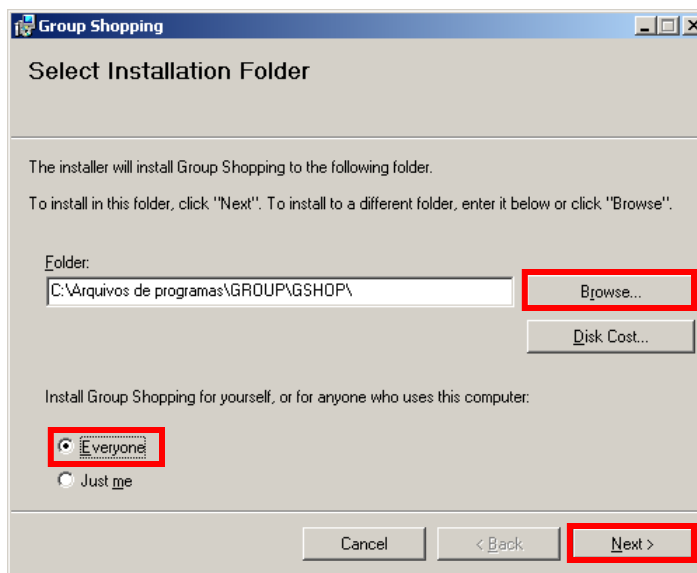 Group Shopping
Select Installation Folder
The installer will install Group Shopping to the following folder.
To install in this folder, click "Next". To install to a different folder, enter it below or click "Browse".
Folder:
C:\Arquivos de programas\GROUP\GSHOP\
Browse...
Disk Cost...
Install Group Shopping for yourself, or for anyone who uses this computer:
Everyone
Just me
Cancel
< Back
Next >